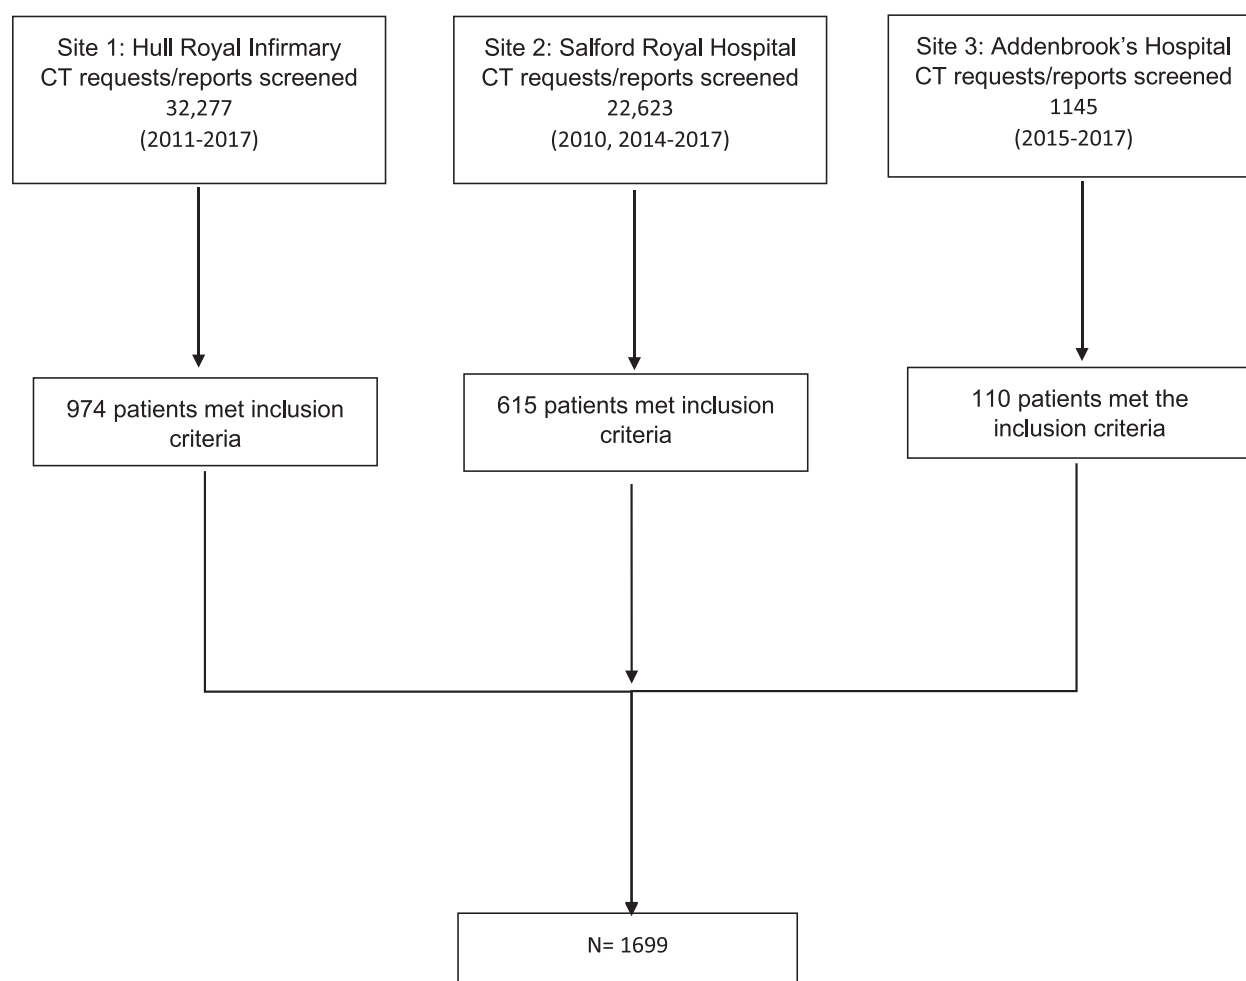 Site 1: Hull Royal Infirmary
CT requests/reports screened
32,277
(2011-2017)
Site 2: Salford Royal Hospital
CT requests/reports screened
22,623
(2010, 2014-2017)
Site 3: Addenbrook’s Hospital
CT requests/reports screened
1145
(2015-2017)
974 patients met inclusion
criteria
615 patients met inclusion
criteria
110 patients met the
inclusion criteria
N= 1699